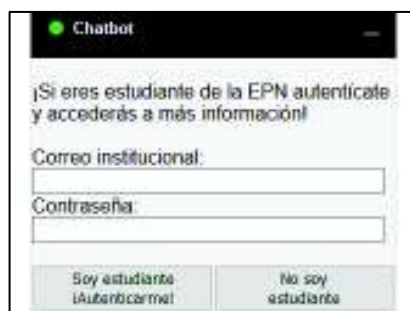 Chatbot
¡Si eres estudiante de la EPN autentícate
y accederás a más información!
Correo institucional:
Contraseña:
Soy estudiante
¡Autenticarme!
No soy
estudiante